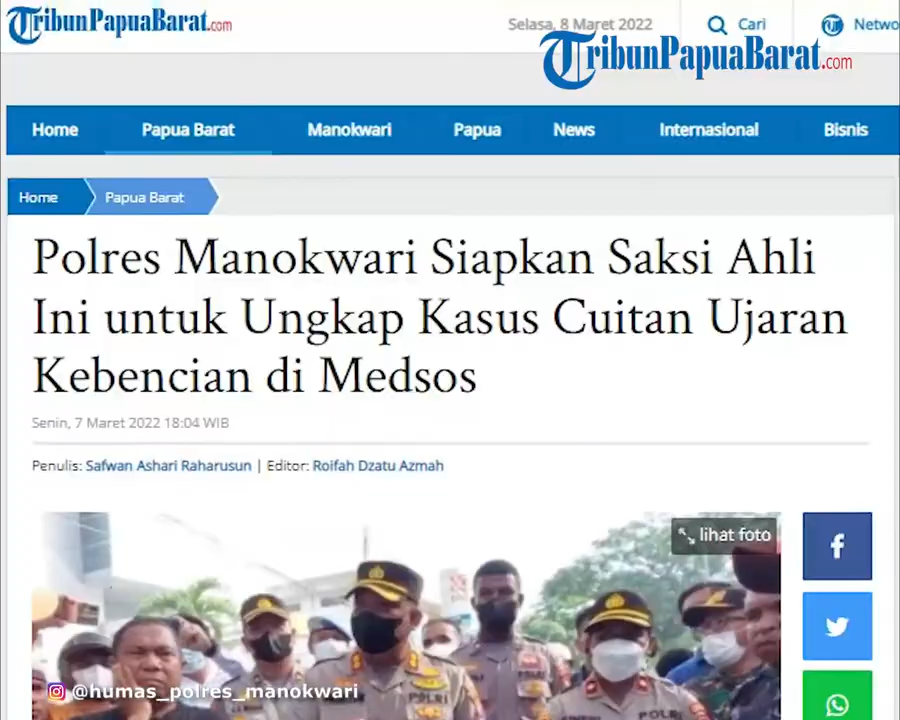 TribunPapuaBarat.com
Selasa, 8 Maret 2022
Cari
Netwo
TribunPapuaBarat.com
Home
Papua Barat
Manokwari
Papua
News
Internasional
Bisnis
Home
Papua Barat
Polres Manokwari Siapkan Saksi Ahli
Ini untuk Ungkap Kasus Cuitan Ujaran
Kebencian di Medsos
Senin, 7 Maret 2022 18:04 WIB
Penulis: Safwan Ashari Raharusun | Editor: Roifah Dzatu Azmah
lihat foto
@humas_polres_manokwari
POLRI
POLRI